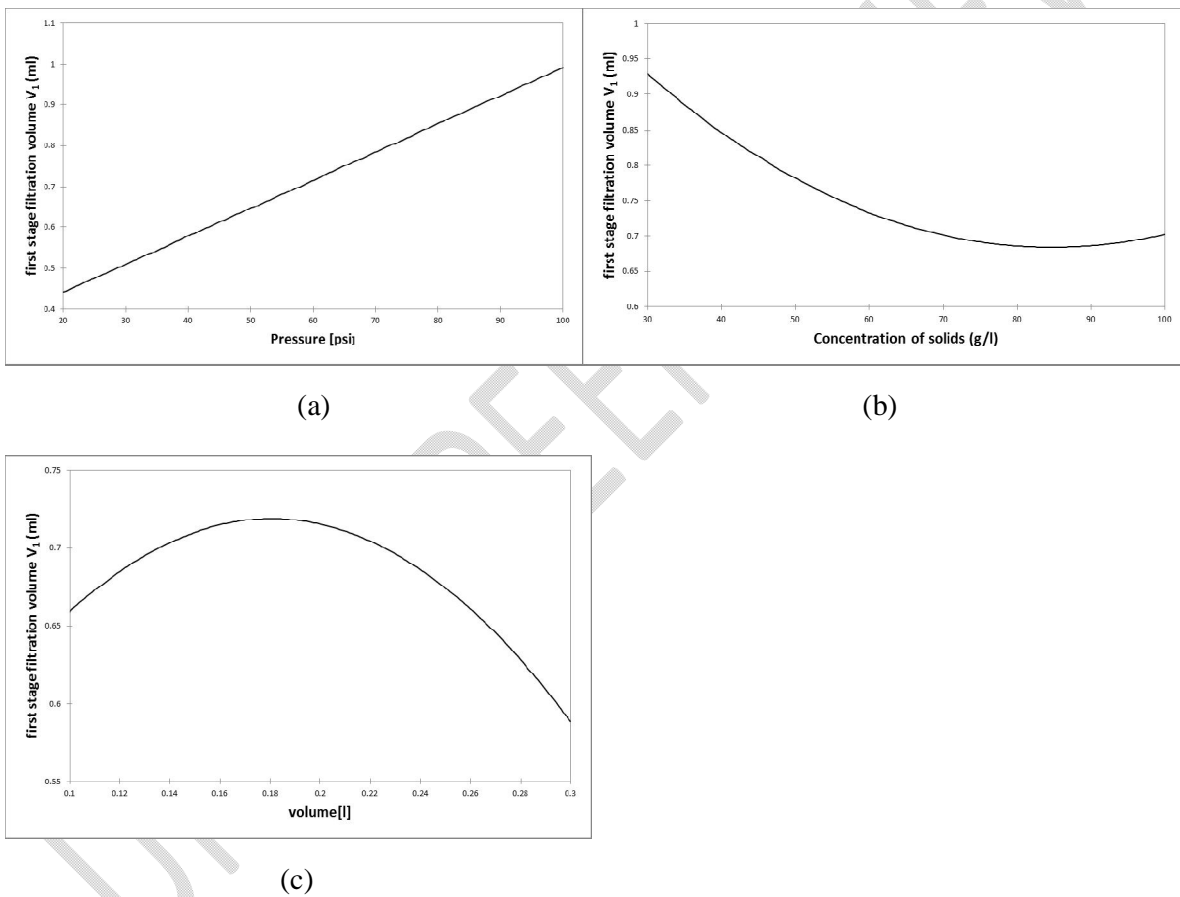 first stage filtration volume V₁ (ml)
1.1
1
0.9
0.8
0.7
0.6
0.5
0.4
20 30 40 50 60 70 80 90 100
Pressure [psi]
(a)
first stage filtration volume V₁ (ml)
1
0.95
0.9
0.85
0.8
0.75
0.7
0.65
0.6
30 40 50 60 70 80 90 100
Concentration of solids (g/l)
(b)
first stage filtration volume V₁ (ml)
0.75
0.7
0.65
0.6
0.55
0.1 0.12 0.14 0.16 0.18 0.2 0.22 0.24 0.26 0.28 0.3
volume[l]
(c)